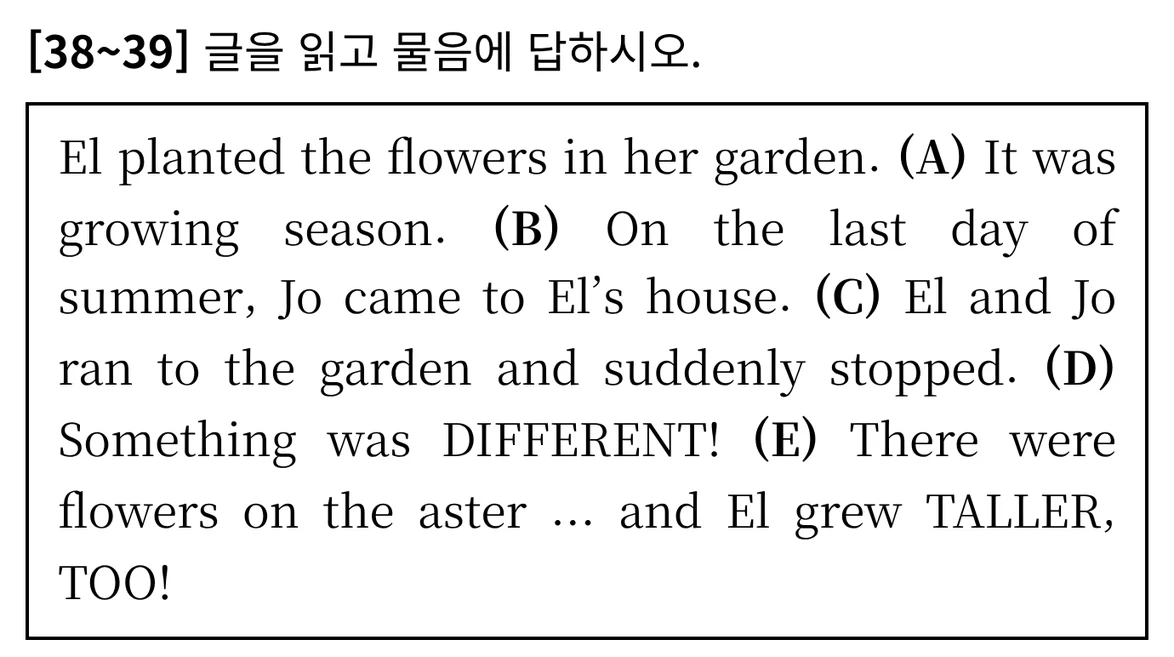 [38~39] 글을 읽고 물음에 답하시오.
El planted the flowers in her garden. (A) It was
growing season. (B) On the last day of
summer, Jo came to El’s house. (C) El and Jo
ran to the garden and suddenly stopped. (D)
Something was DIFFERENT! (E) There were
flowers on the aster … and El grew TALLER,
TOO!